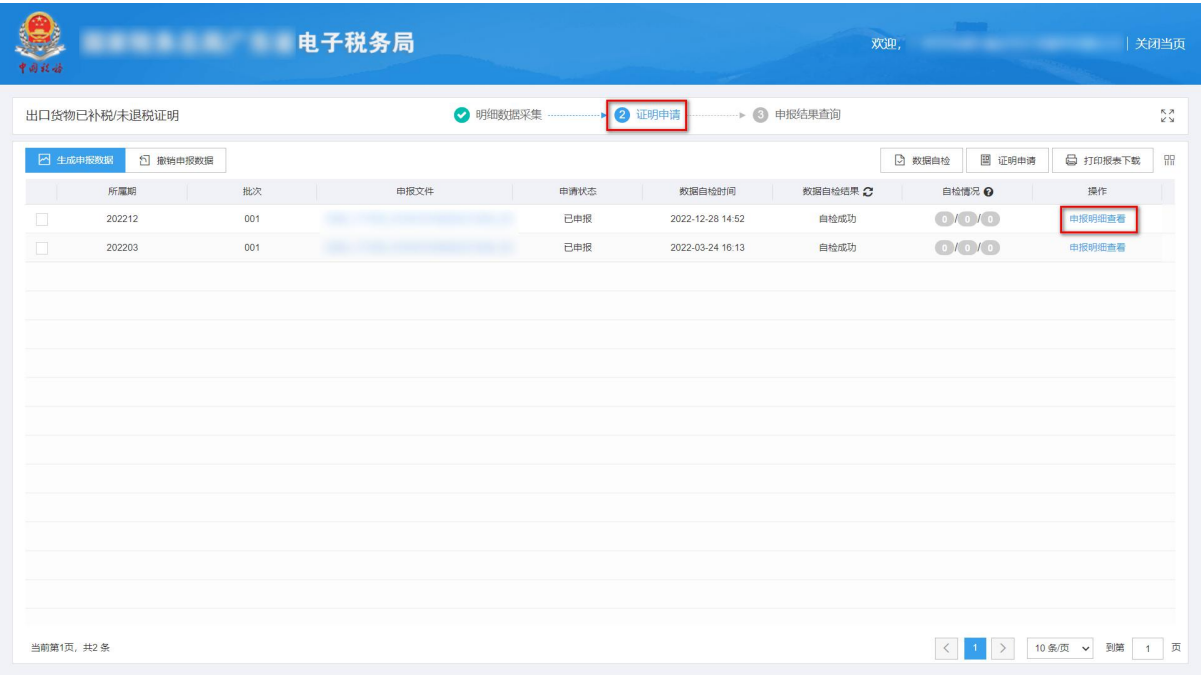 中国税务
电子税务局
欢迎,
关闭当页
出口货物已补税/未退税证明
明细数据采集
2 证明申请
3 申报结果查询
生成申报数据 撤销申报数据 数据自检 证明申请 打印报表下载
所属期 批次 申报文件 申请状态 数据自检时间 数据自检结果 自检情况 操作
202212 001 已申报 2022-12-28 14:52 自检成功 0 / 0 / 0 申报明细查看
202203 001 已申报 2022-03-24 16:13 自检成功 0 / 0 / 0 申报明细查看
当前第1页, 共2 条 < 1 > 10 条/页 到第 1 页